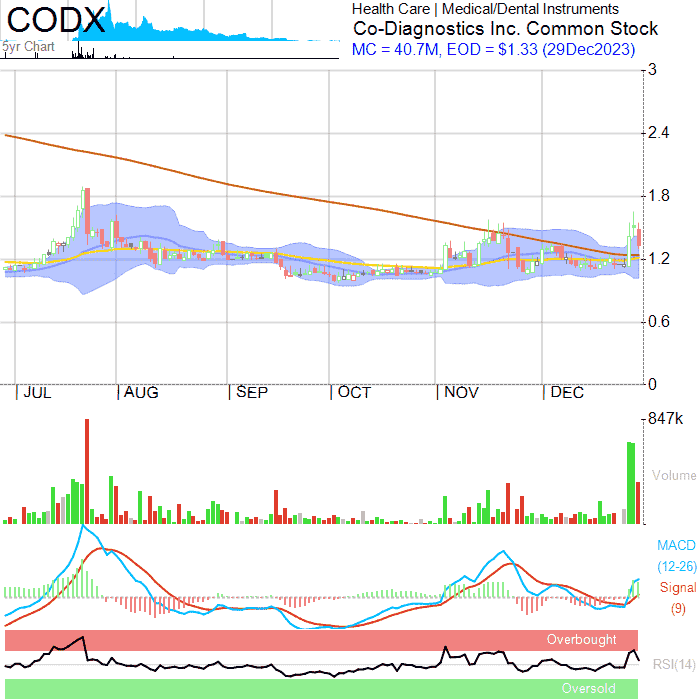 CODX
5yr Chart
Health Care | Medical/Dental Instruments
Co-Diagnostics Inc. Common Stock
MC = 40.7M, EOD = $1.33 (29Dec2023)
3
2.4
1.8
1.2
0.6
0
JUL AUG SEP OCT NOV DEC
847k
Volume
MACD
(12-26)
Signal
(9)
Overbought
RSI(14)
Oversold